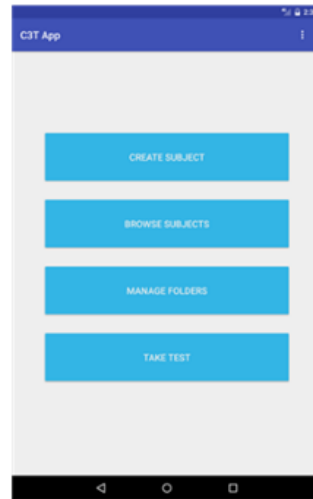 C3T App
CREATE SUBJECT
BROWSE SUBJECTS
MANAGE FOLDERS
TAKE TEST